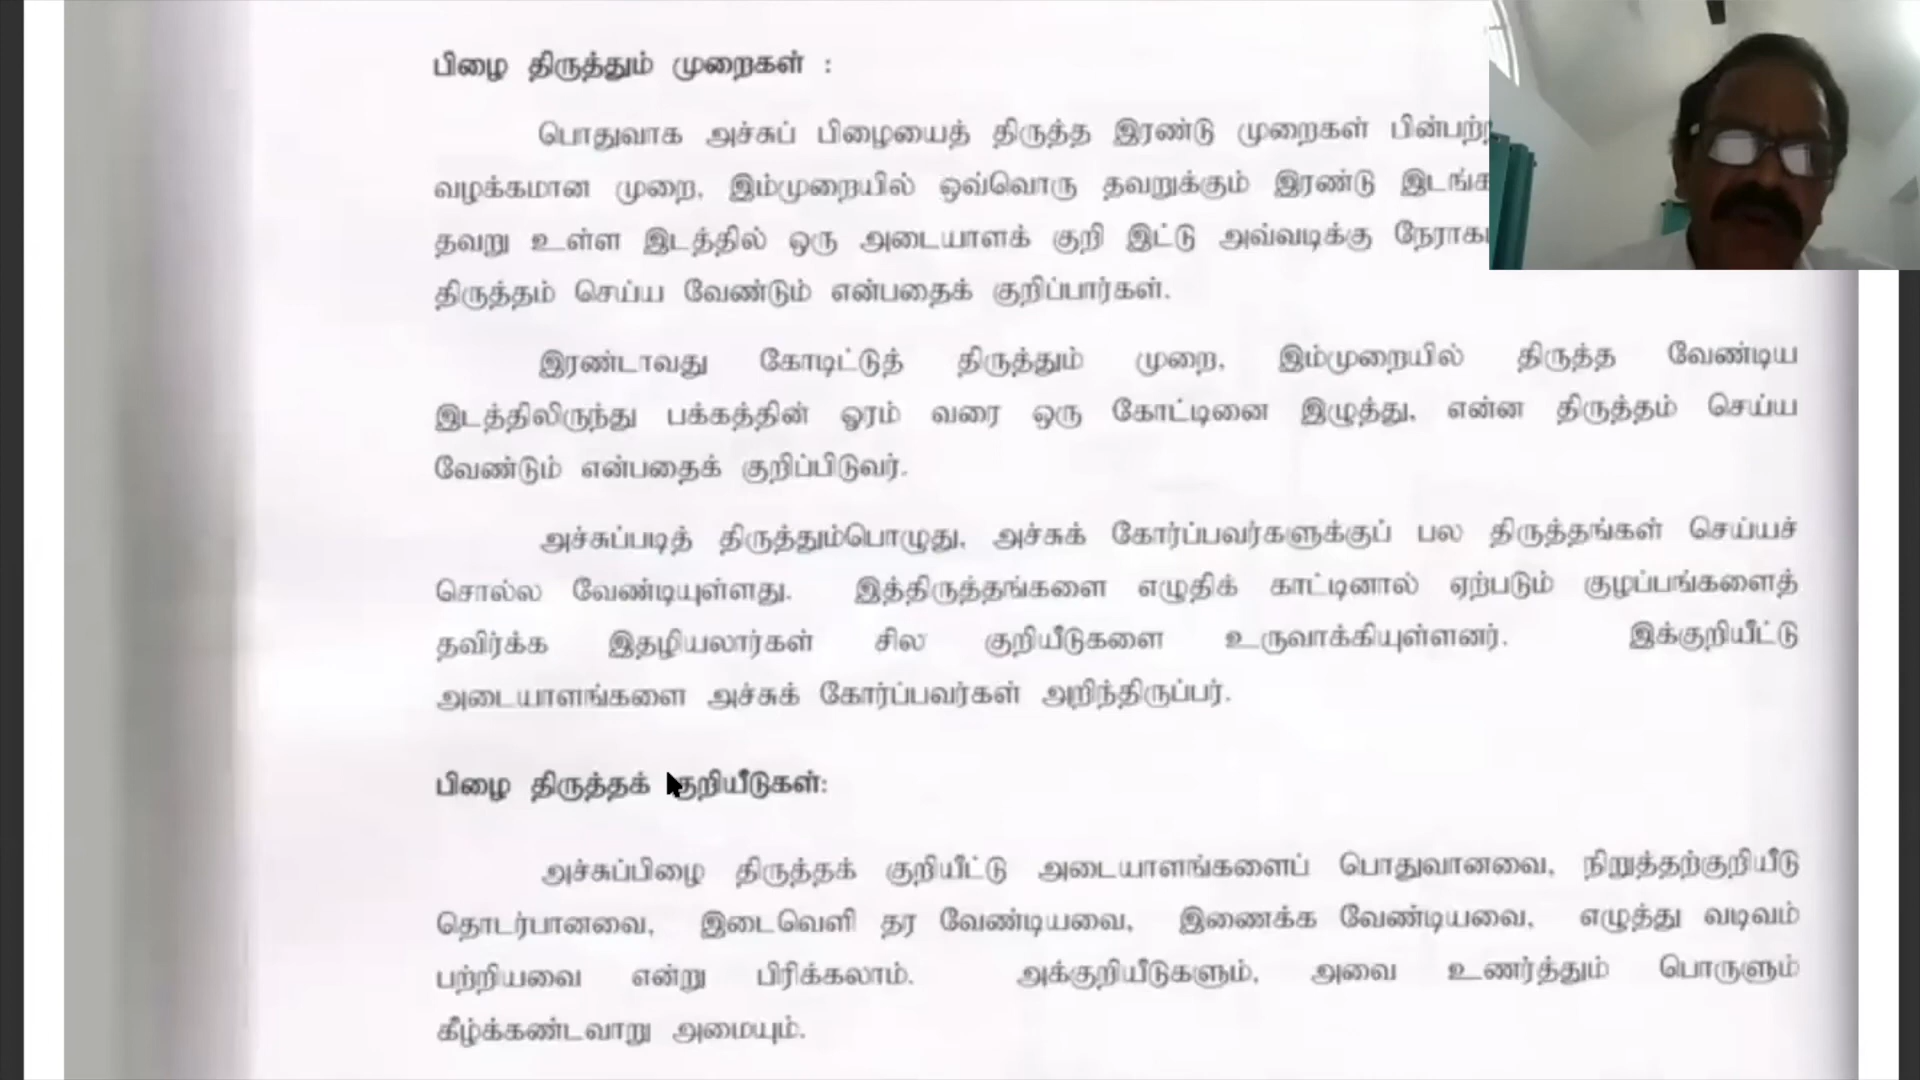 பிழை திருத்தும் முறைகள் :
பொதுவாக அச்சுப் பிழையைத் திருத்த இரண்டு முறைகள்
வழக்கமான முறை, இம்முறையில் ஒவ்வொரு தவறுக்கும் இரண்டு
தவறு உள்ள இடத்தில் ஒரு அடையாளக் குறி இட்டு அவ்வடிக்கு
திருத்தம் செய்ய வேண்டும் என்பதைக் குறிப்பார்கள்.
இரண்டாவது கோடிட்டுத் திருத்தும் முறை, இம்முறையில் திருத்த வேண்டிய
இடத்திலிருந்து பக்கத்தின் ஓரம் வரை ஒரு கோட்டினை இழுத்து, என்ன திருத்தம் செய்ய
வேண்டும் என்பதைக் குறிப்பிடுவர்.
அச்சுப்படித் திருத்தும்பொழுது, அச்சுக் கோர்ப்பவர்களுக்குப் பல திருத்தங்கள் செய்யச்
சொல்ல வேண்டியுள்ளது. இத்திருத்தங்களை எழுதிக் காட்டினால் ஏற்படும் குழப்பங்களைத்
தவிர்க்க இதழியலார்கள் சில குறியீடுகளை உருவாக்கியுள்ளனர். இக்குறியீட்டு
அடையாளங்களை அச்சுக் கோர்ப்பவர்கள் அறிந்திருப்பர்.
பிழை திருத்தக் குறியீடுகள்:
அச்சுப்பிழை திருத்தக் குறியீட்டு அடையாளங்களைப் பொதுவானவை, நிறுத்தற்குறியீடு
தொடர்பானவை, இடைவெளி தர வேண்டியவை, இணைக்க வேண்டியவை, எழுத்து வடிவம்
பற்றியவை என்று பிரிக்கலாம். அக்குறியீடுகளும், அவை உணர்த்தும் பொருளும்
கீழ்க்கண்டவாறு அமையும்.